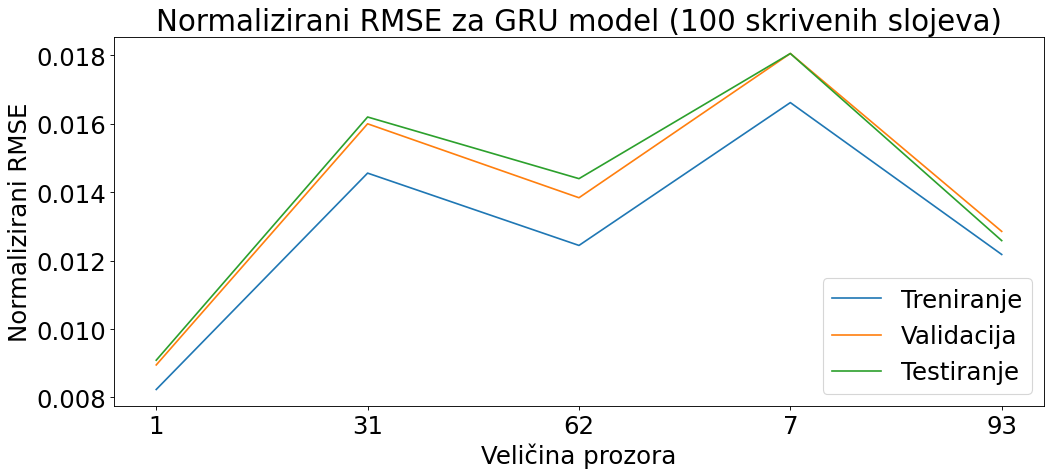 Normalizirani RMSE za GRU model (100 skrivenih slojeva)
Normalizirani RMSE
0.018
0.016
0.014
0.012
0.010
0.008
Treniranje
Validacija
Testiranje
1 31 62 7 93
Veličina prozora